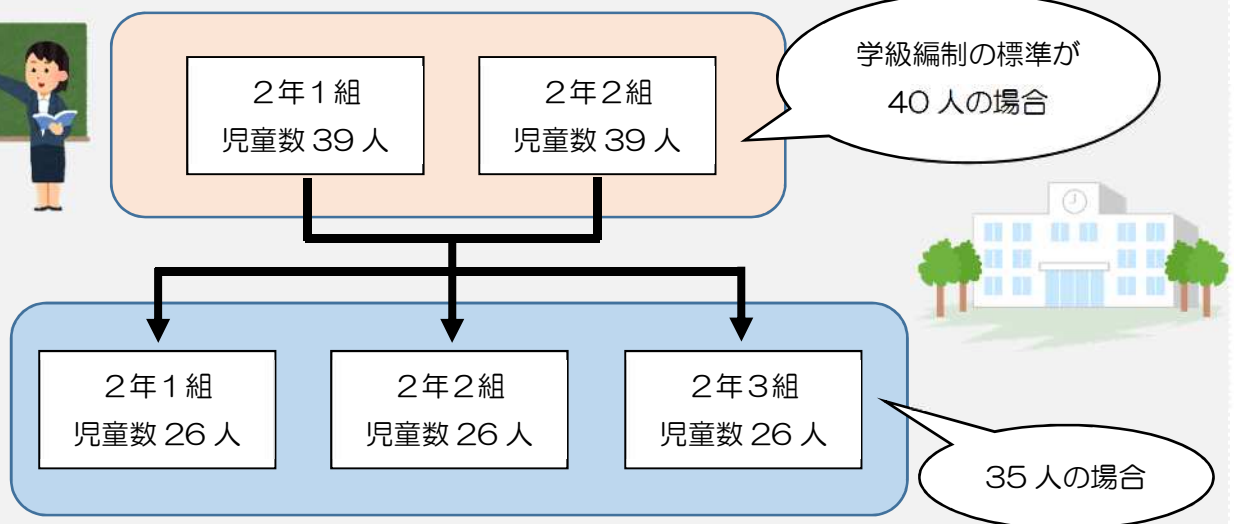 ２年１組
児童数 39 人
２年２組
児童数 39 人
学級編制の標準が
40 人の場合
２年１組
児童数 26 人
２年２組
児童数 26 人
２年３組
児童数 26 人
35 人の場合